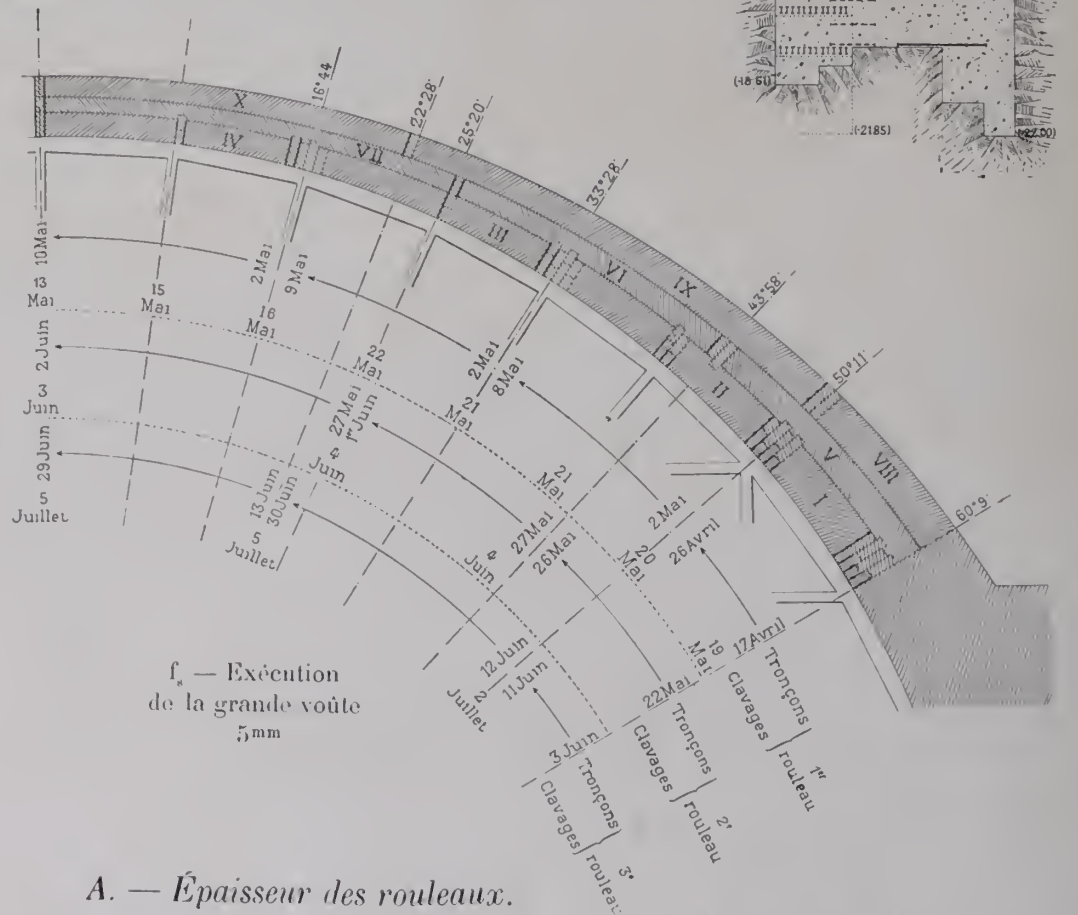 (-18.61)
(-21.85)
(-27.00)
16°44
22°28'
25°20'
33°28'
43°58'
50°11'
60°9'
X
IV
VII
III
VI
IX
II
V
VIII
I
10 Mai
2 Mai
9 Mai
2 Mai
8 Mai
2 Mai
26 Avril
17 Avril
13
Mai
15
Mai
16
Mai
22
Mai
21
Mai
21
Mai
20
Mai
19
Mai
2 Juin
27 Mai
1er Juin
27 Mai
26 Mai
22 Mai
3
Juin
4
Juin
4
Juin
29 Juin
13 Juin
30 Juin
12 Juin
11 Juin
3 Juin
5
Juillet
5
Juillet
2
Juillet
Tronçons
Clavages
1er
rouleau
Tronçons
Clavages
2e
rouleau
Tronçons
Clavages
3e
rouleau
— Exécution
de la grande voûte
5mm
A. — Épaisseur des rouleaux.